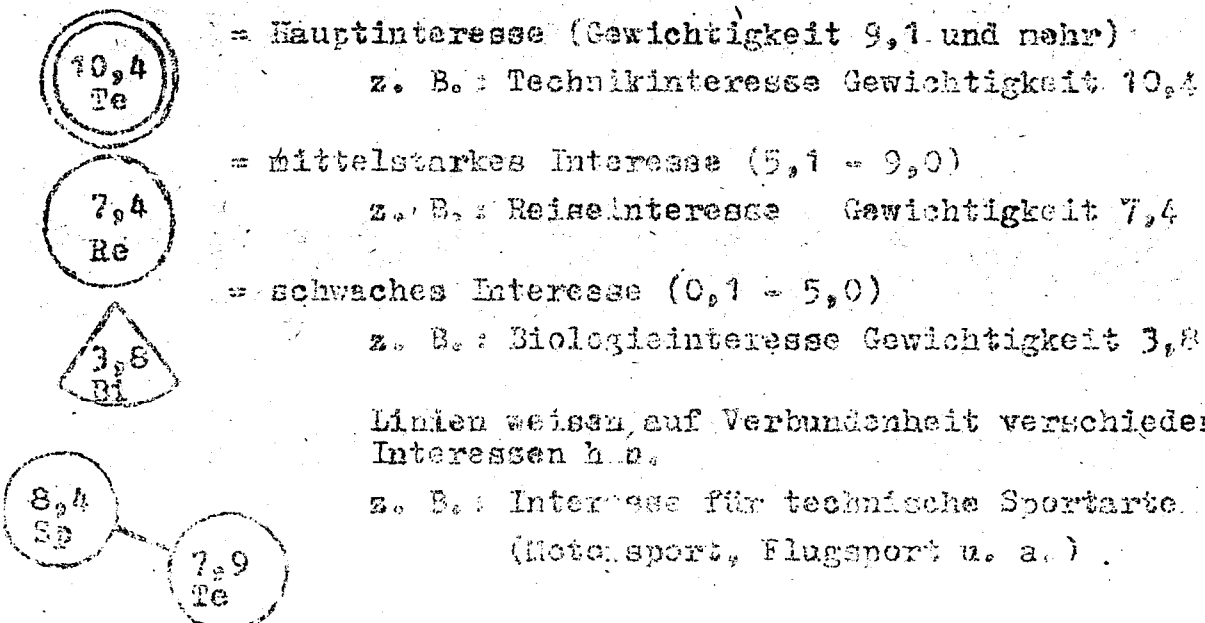 = Hauptinteresse (Gewichtigkeit 9,1 und mehr)
10,4
Te
z. B.: Technikinteresse Gewichtigkeit 10,4
= mittelstarkes Interesse (5,1 - 9,0)
7,4
Re
z. B.: Reiseinteresse Gewichtigkeit 7,4
= schwaches Interesse (0,1 - 5,0)
3,8
Bi
z. B.: Biologieinteresse Gewichtigkeit 3,8
Linien weisen auf Verbundenheit verschieden
Interessen h n.
8,4
Sp
z. B.: Interesse für technische Sportarte
(Motorsport, Flugsport u. a.)
7,9
Te